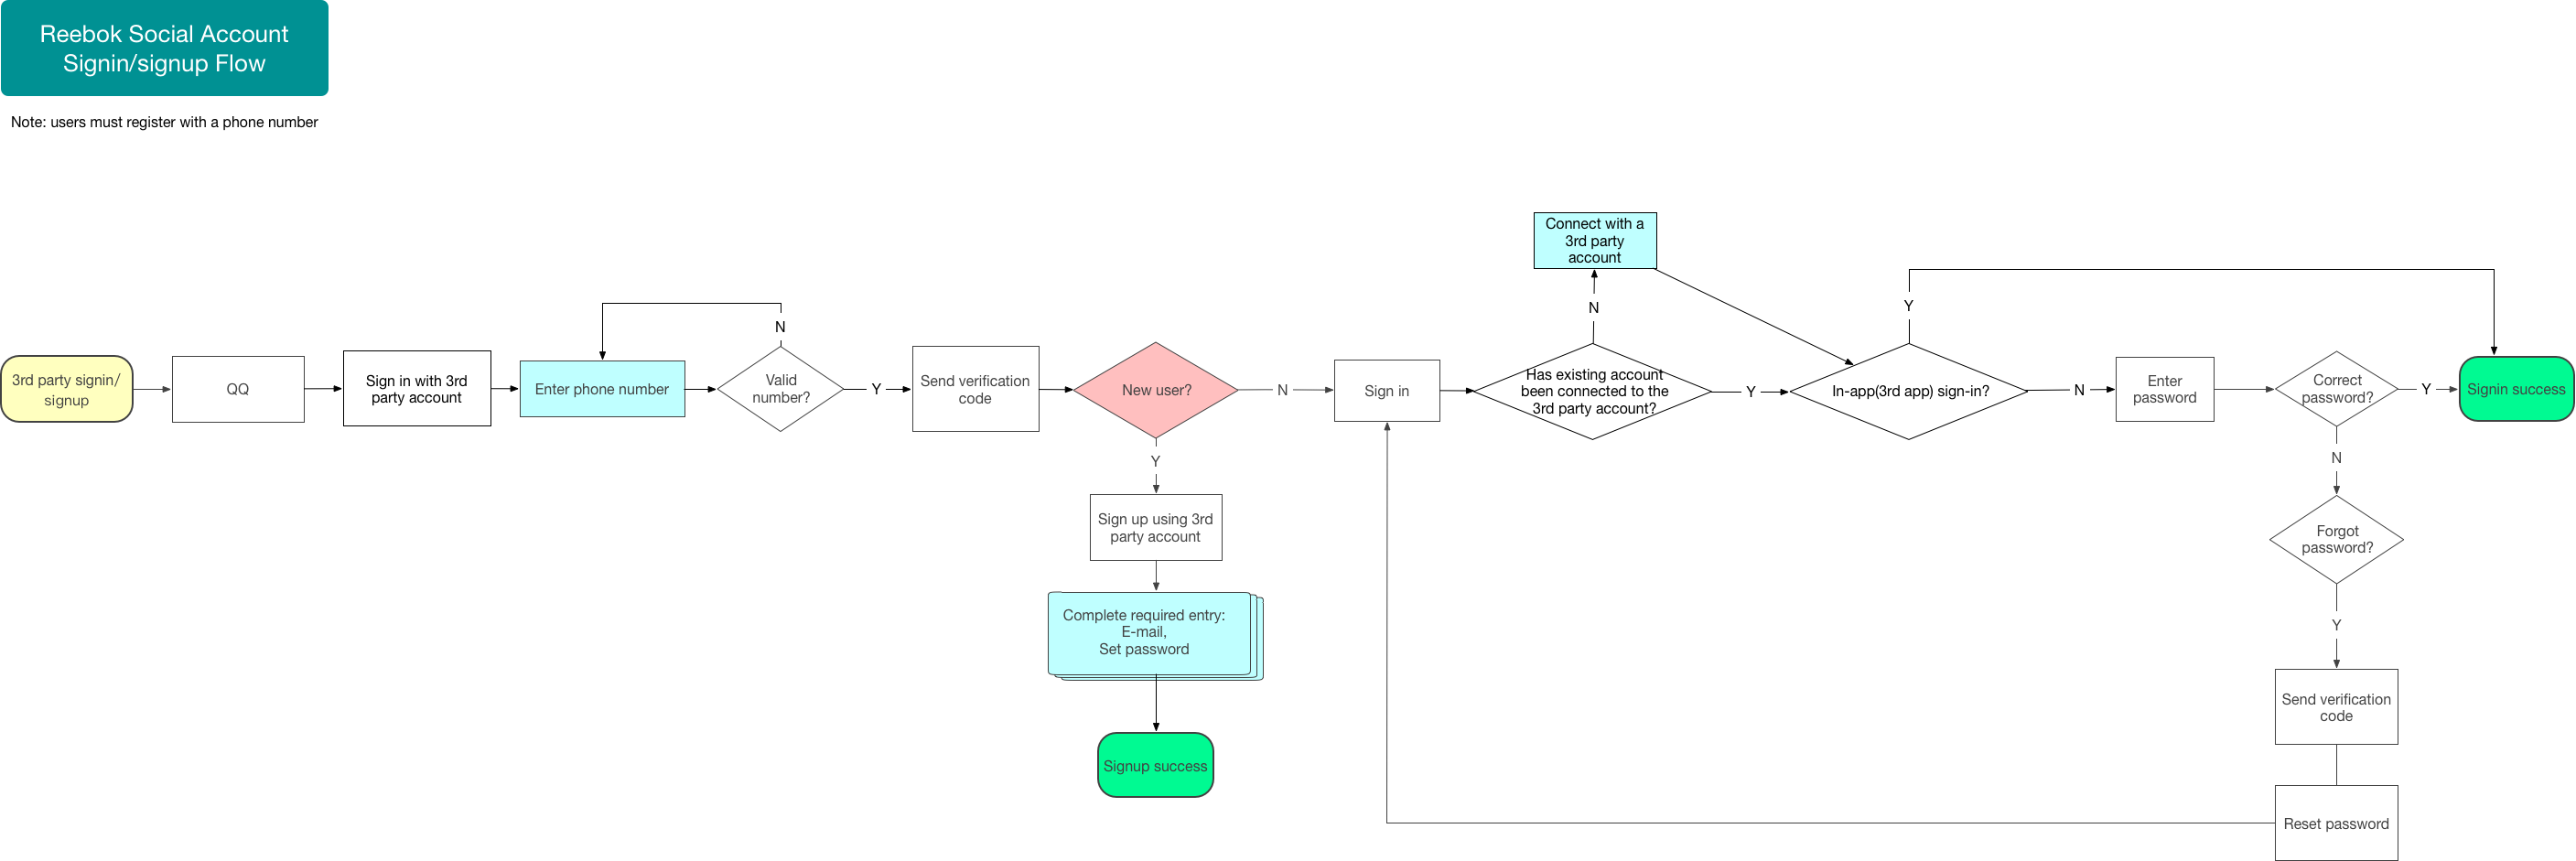 Reebok Social Account
Signin/signup Flow
Note: users must register with a phone number
3rd party signin/
signup
QQ
Sign in with 3rd
party account
Enter phone number
N
Valid
number?
Y
Send verification
code
New user?
N
Y
Sign up using 3rd
party account
Complete required entry:
E-mail,
Set password
Signup success
Sign in
Has existing account
been connected to the
3rd party account?
N
Connect with a
3rd party
account
Y
In-app(3rd app) sign-in?
Y
N
Enter
password
Correct
password?
Y
Signin success
N
Forgot
password?
Y
Send verification
code
Reset password